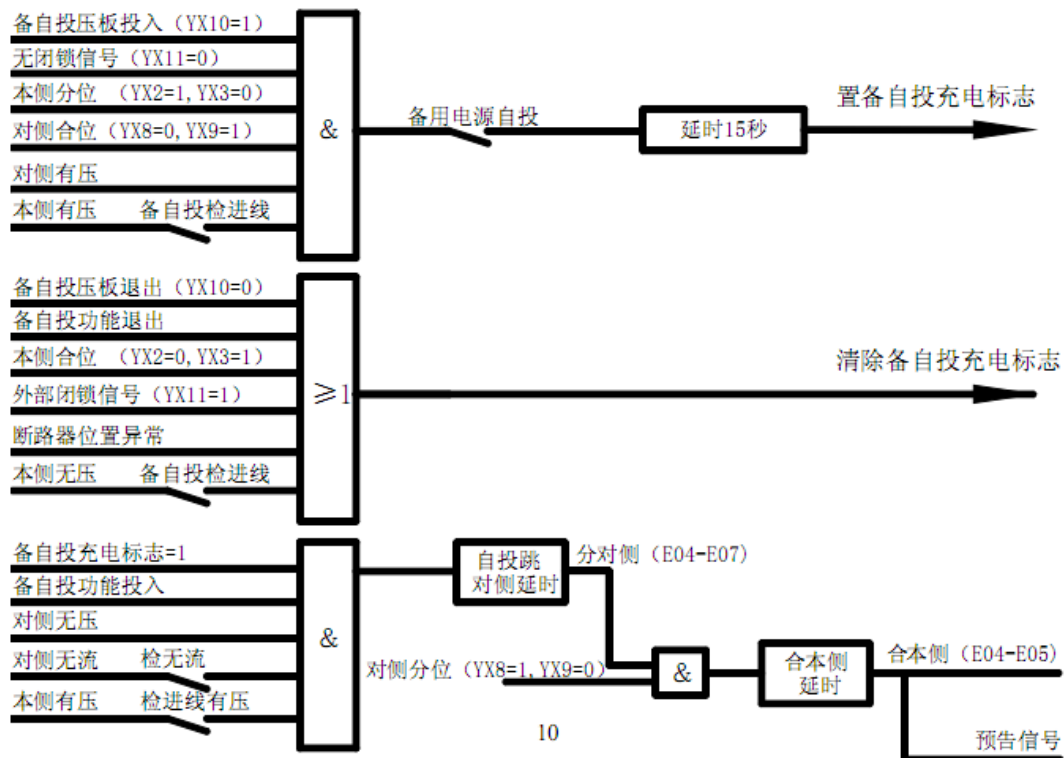 备自投压板投入（YX10=1）
无闭锁信号（YX11=0）
本侧分位 （YX2=1,YX3=0）
对侧合位（YX8=0,YX9=1）
对侧有压
本侧有压 备自投检进线
&
备用电源自投
延时15秒
置备自投充电标志
备自投压板退出（YX10=0）
备自投功能退出
本侧合位 （YX2=0,YX3=1）
外部闭锁信号（YX11=1）
断路器位置异常
本侧无压 备自投检进线
≥1
清除备自投充电标志
备自投充电标志=1
备自投功能投入
对侧无压
对侧无流 检无流
本侧有压 检进线有压
&
自投跳
对侧延时
分对侧（E04-E07）
对侧分位（YX8=1,YX9=0）
&
合本侧
延时
合本侧（E04-E05）
预告信号
10